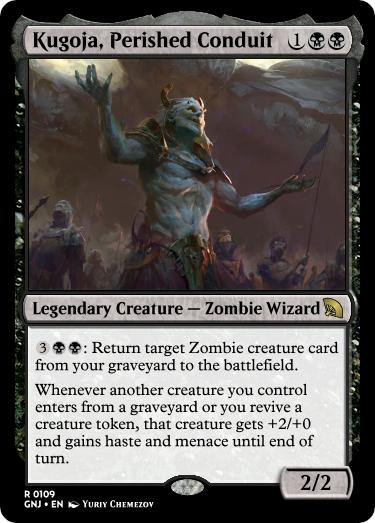 Kugoja, Perished Conduit 1
Legendary Creature — Zombie Wizard
3: Return target Zombie creature card
from your graveyard to the battlefield.
Whenever another creature you control
enters from a graveyard or you revive a
creature token, that creature gets +2/+0
and gains haste and menace until end of
turn.
2/2
R 0109
GNJ • EN Yuriy Chemezov